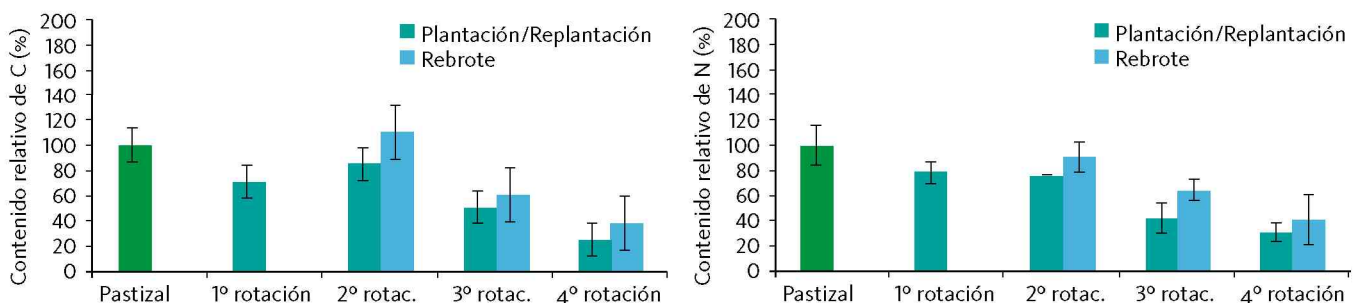 Contenido relativo de C (%)
200
180
160
140
120
100
80
60
40
20
0
Plantación/Replantación
Rebrote
Pastizal 1º rotación 2º rotac. 3º rotac. 4º rotación
Contenido relativo de N (%)
200
180
160
140
120
100
80
60
40
20
0
Plantación/Replantación
Rebrote
Pastizal 1º rotación 2º rotac. 3º rotac. 4º rotación